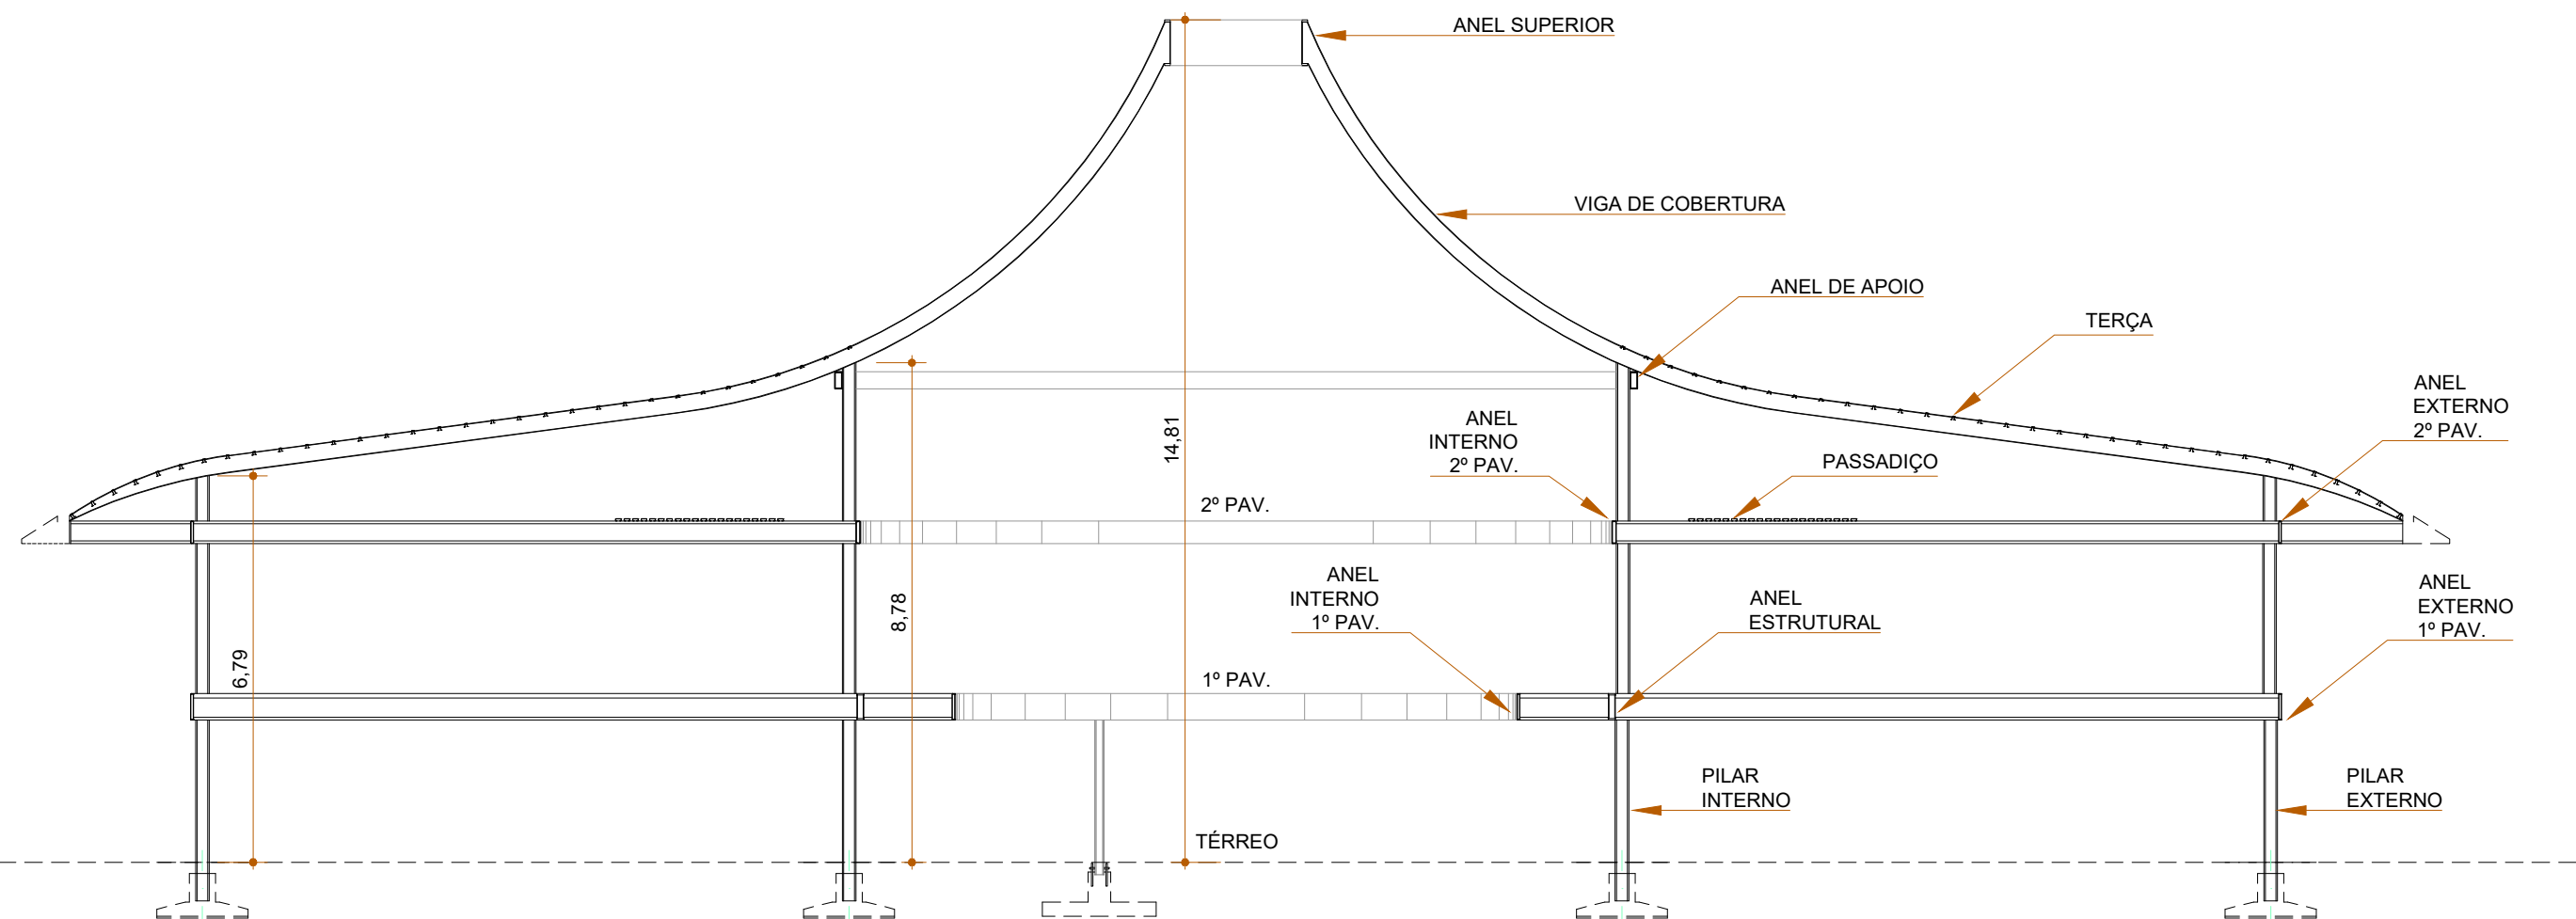 ANEL SUPERIOR
VIGA DE COBERTURA
ANEL DE APOIO
TERÇA
ANEL
EXTERNO
2º PAV.
ANEL
INTERNO
2º PAV.
PASSADIÇO
14,81
2º PAV.
8,78
6,79
ANEL
INTERNO
1º PAV.
ANEL
ESTRUTURAL
ANEL
EXTERNO
1º PAV.
1º PAV.
PILAR
INTERNO
PILAR
EXTERNO
TÉRREO